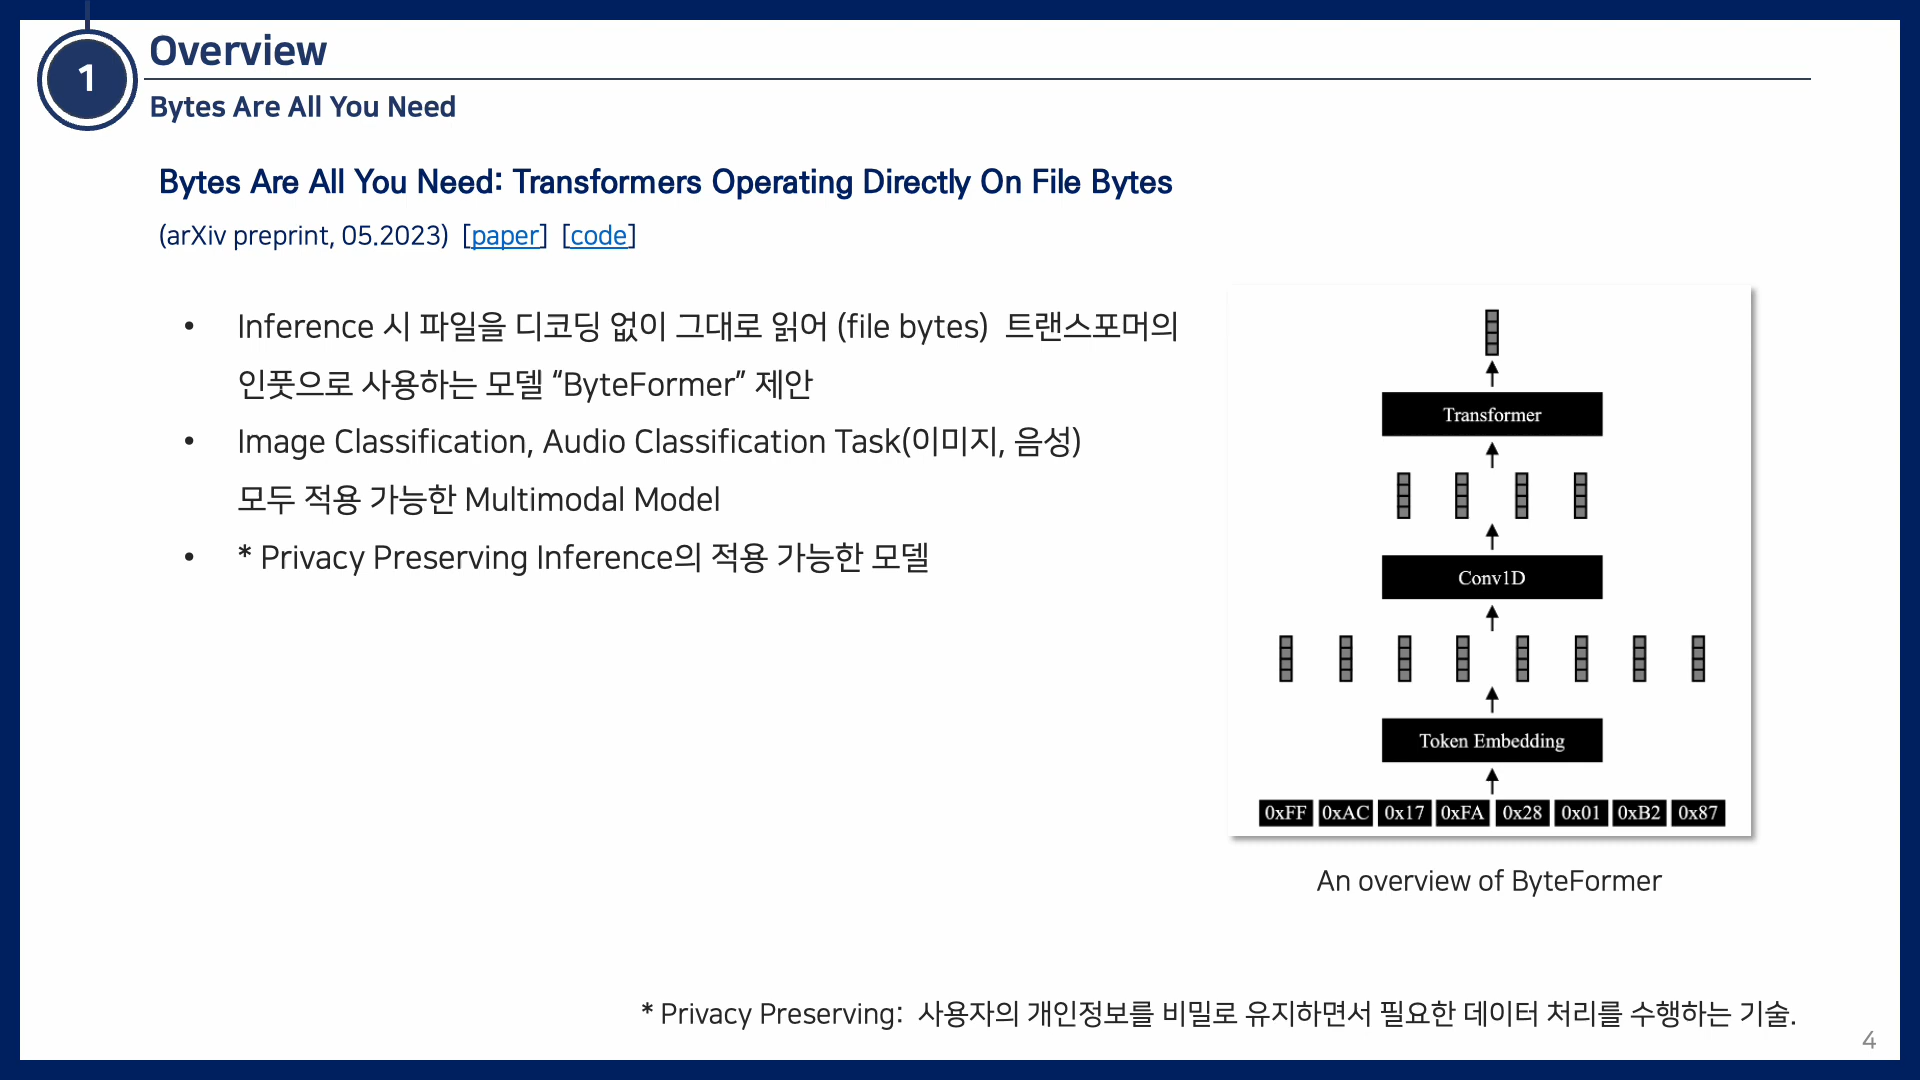 1
Overview
Bytes Are All You Need
Bytes Are All You Need: Transformers Operating Directly On File Bytes
(arXiv preprint, 05.2023) [paper] [code]
• Inference 시 파일을 디코딩 없이 그대로 읽어 (file bytes) 트랜스포머의
인풋으로 사용하는 모델 “ByteFormer” 제안
• Image Classification, Audio Classification Task(이미지, 음성)
모두 적용 가능한 Multimodal Model
• * Privacy Preserving Inference의 적용 가능한 모델
Transformer
Conv1D
Token Embedding
0xFF 0xAC 0x17 0xFA 0x28 0x01 0xB2 0x87
An overview of ByteFormer
* Privacy Preserving: 사용자의 개인정보를 비밀로 유지하면서 필요한 데이터 처리를 수행하는 기술.
4